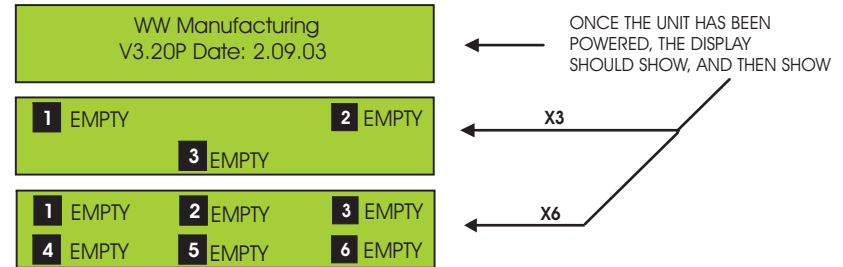 WW Manufacturing
V3.20P Date: 2.09.03
ONCE THE UNIT HAS BEEN
POWERED, THE DISPLAY
SHOULD SHOW, AND THEN SHOW
1 EMPTY 2 EMPTY
3 EMPTY
X3
1 EMPTY 2 EMPTY 3 EMPTY
4 EMPTY 5 EMPTY 6 EMPTY
X6